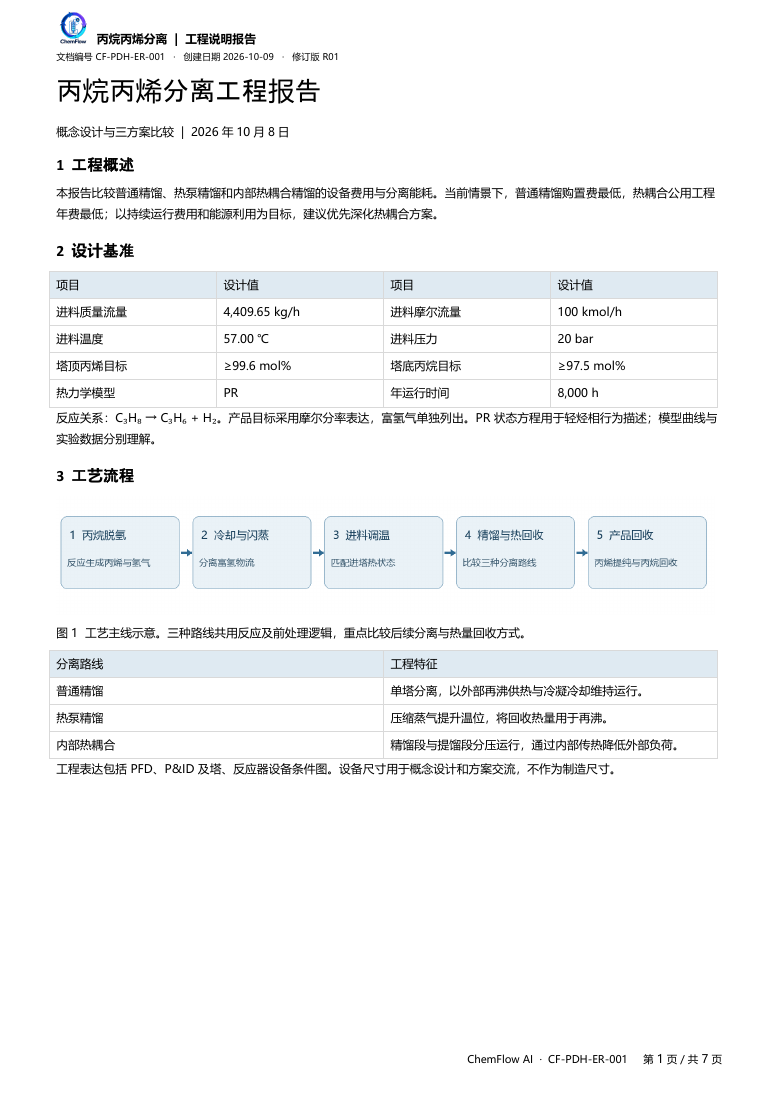 ChemFlow
丙烷丙烯分离 | 工程说明报告
文档编号 CF-PDH-ER-001 · 创建日期 2026-10-09 · 修订版 R01
丙烷丙烯分离工程报告
概念设计与三方案比较 | 2026 年 10 月 8 日
1 工程概述
本报告比较普通精馏、热泵精馏和内部热耦合精馏的设备费用与分离能耗。当前情景下，普通精馏购置费最低，热耦合公用工程
年费最低；以持续运行费用和能源利用为目标，建议优先深化热耦合方案。
2 设计基准
项目 设计值 项目 设计值
进料质量流量 4,409.65 kg/h 进料摩尔流量 100 kmol/h
进料温度 57.00 ℃ 进料压力 20 bar
塔顶丙烯目标 ≥99.6 mol% 塔底丙烷目标 ≥97.5 mol%
热力学模型 PR 年运行时间 8,000 h
反应关系：C₃H₈ → C₃H₆ + H₂。产品目标采用摩尔分率表达，富氢气单独列出。PR 状态方程用于轻烃相行为描述；模型曲线与
实验数据分别理解。
3 工艺流程
1 丙烷脱氢 2 冷却与闪蒸 3 进料调温 4 精馏与热回收 5 产品回收
反应生成丙烯与氢气 分离富氢物流 匹配进塔热状态 比较三种分离路线 丙烯提纯与丙烷回收
图 1 工艺主线示意。三种路线共用反应及前处理逻辑，重点比较后续分离与热量回收方式。
分离路线 工程特征
普通精馏 单塔分离，以外部再沸供热与冷凝冷却维持运行。
热泵精馏 压缩蒸气提升温位，将回收热量用于再沸。
内部热耦合 精馏段与提馏段分压运行，通过内部传热降低外部负荷。
工程表达包括 PFD、P&ID 及塔、反应器设备条件图。设备尺寸用于概念设计和方案交流，不作为制造尺寸。
ChemFlow AI · CF-PDH-ER-001 第 1 页 / 共 7 页